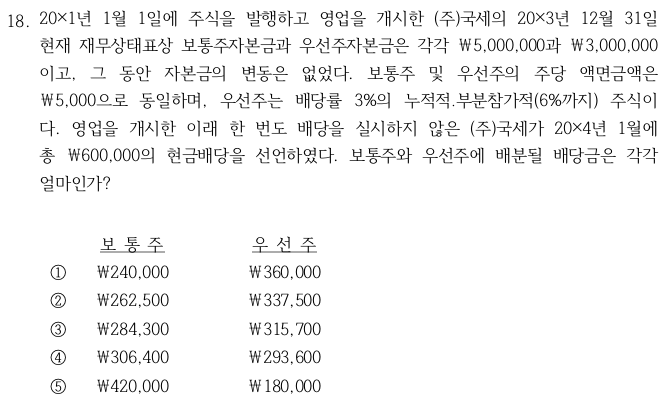 18. 20×1년 1월 1일에 주식을 발행하고 영업을 개시한 (주)국세의 20×3년 12월 31일
현재 재무상태표상 보통주자본금과 우선주자본금은 각각 ₩5,000,000과 ₩3,000,000
이고, 그 동안 자본금의 변동은 없었다. 보통주 및 우선주의 주당 액면금액은
₩5,000으로 동일하며, 우선주는 배당률 3%의 누적적.부분참가적(6%까지) 주식이
다. 영업을 개시한 이래 한 번도 배당을 실시하지 않은 (주)국세가 20×4년 1월에
총 ₩600,000의 현금배당을 선언하였다. 보통주와 우선주에 배분될 배당금은 각각
얼마인가?
보 통 주 우 선 주
① ₩240,000 ₩360,000
② ₩262,500 ₩337,500
③ ₩284,300 ₩315,700
④ ₩306,400 ₩293,600
⑤ ₩420,000 ₩180,000